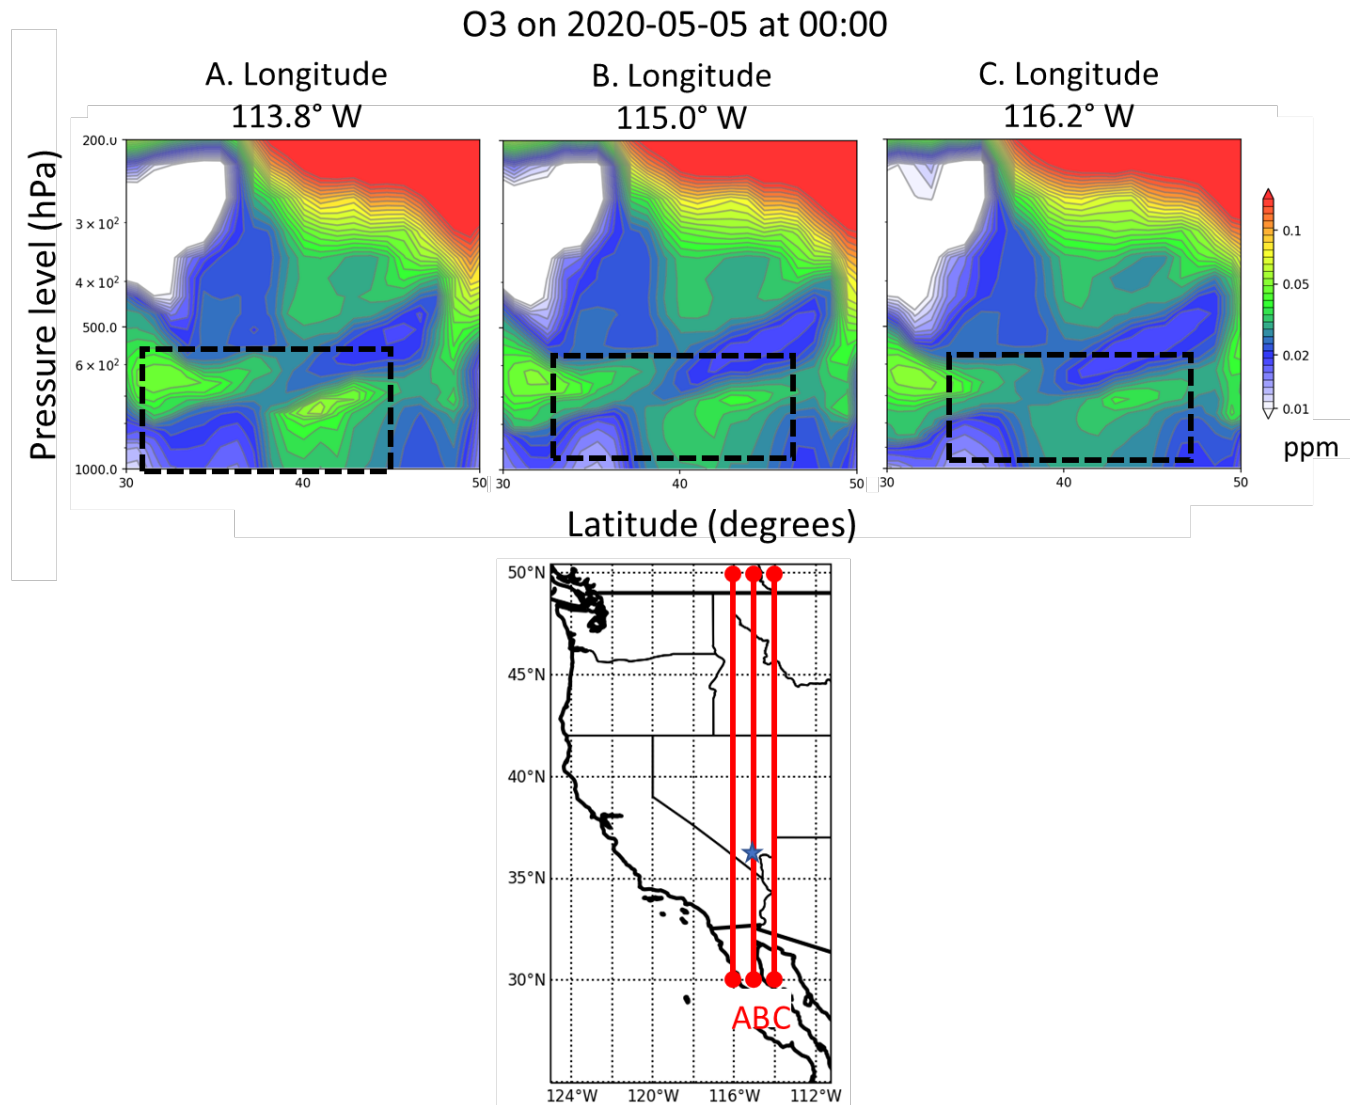 O3 on 2020-05-05 at 00:00
A. Longitude
113.8° W
B. Longitude
115.0° W
C. Longitude
116.2° W
Pressure level (hPa)
200.0
3 × 10²
4 × 10²
500.0
6 × 10²
1000.0
30
40
50
30
40
50
30
40
50
0.1
0.05
0.02
0.01
ppm
Latitude (degrees)
50°N
45°N
40°N
35°N
30°N
ABC
124°W
120°W
116°W
112°W